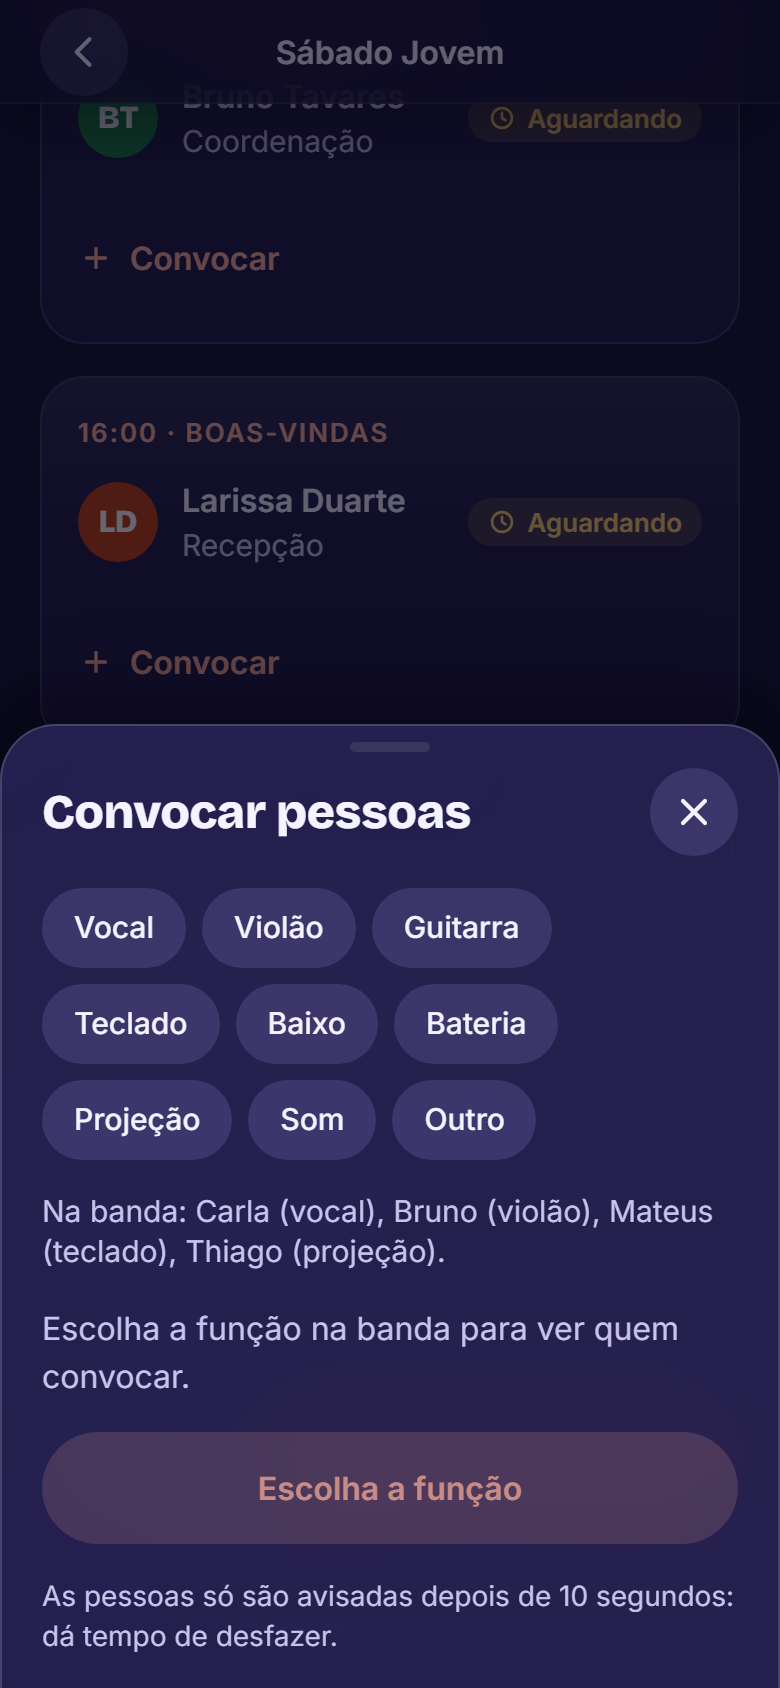 Sábado Jovem
BT
Bruno Tavares
Coordenação
Aguardando
+ Convocar
16:00 · BOAS-VINDAS
LD
Larissa Duarte
Recepção
Aguardando
+ Convocar
Convocar pessoas
Vocal
Violão
Guitarra
Teclado
Baixo
Bateria
Projeção
Som
Outro
Na banda: Carla (vocal), Bruno (violão), Mateus
(teclado), Thiago (projeção).
Escolha a função na banda para ver quem
convocar.
Escolha a função
As pessoas só são avisadas depois de 10 segundos:
dá tempo de desfazer.